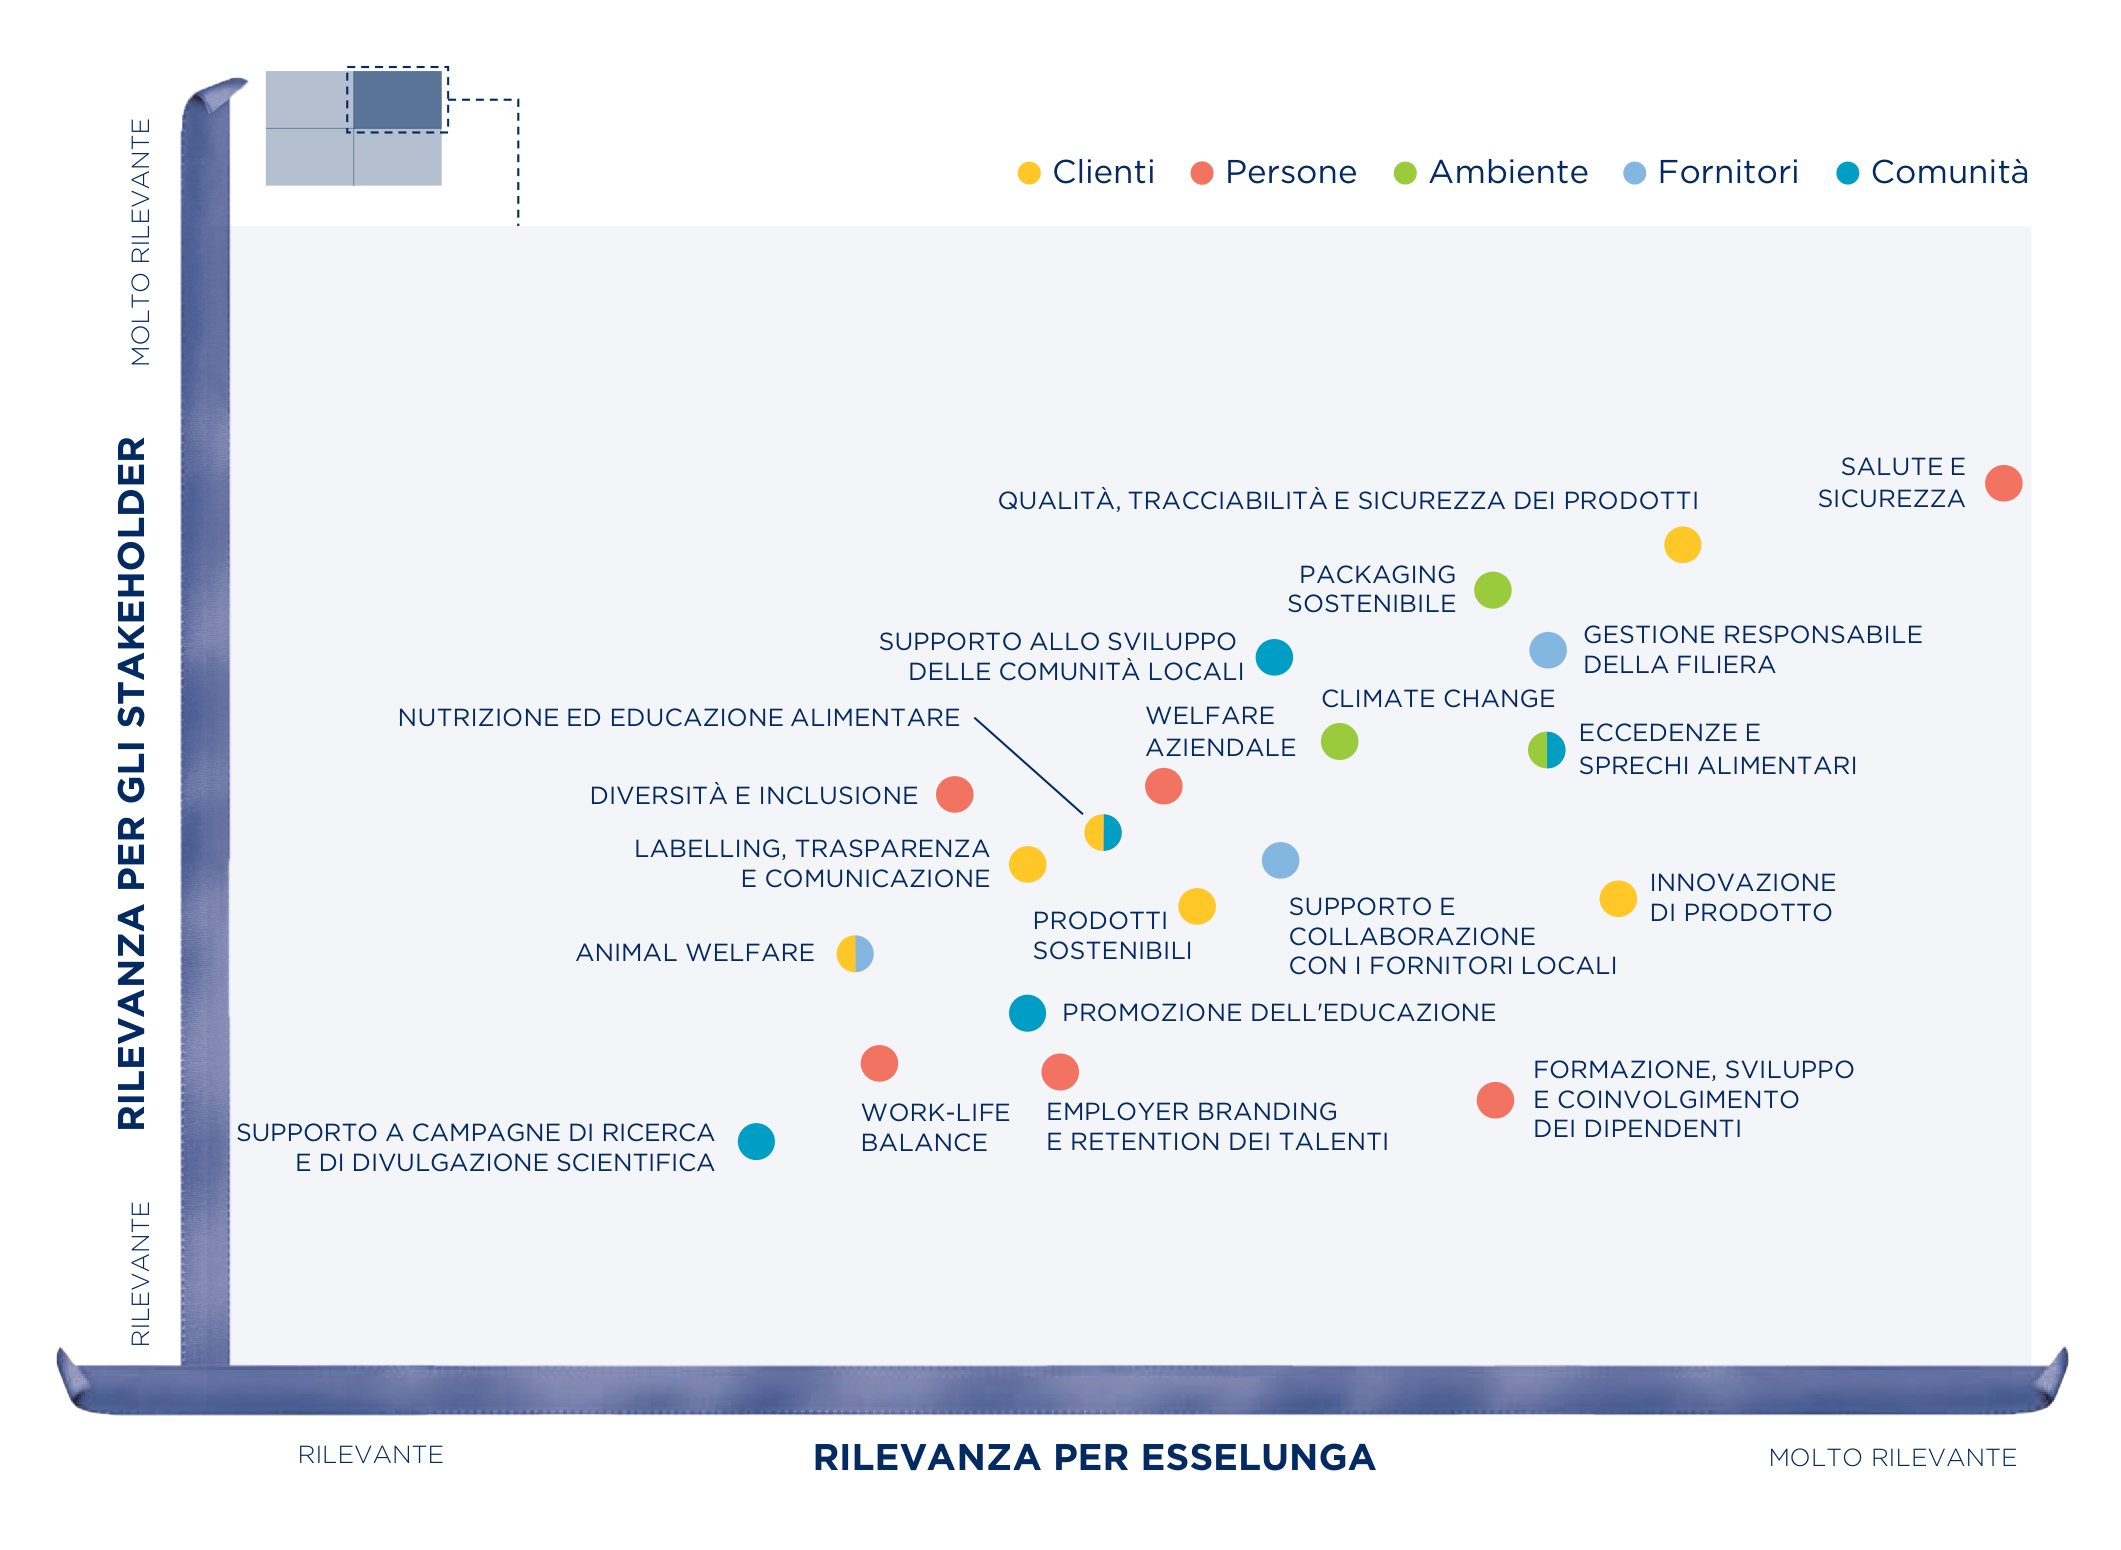 Clienti
Persone
Ambiente
Fornitori
Comunità
MOLTO RILEVANTE
RILEVANZA PER GLI STAKEHOLDER
RILEVANTE
SALUTE E
SICUREZZA
QUALITÀ, TRACCIABILITÀ E SICUREZZA DEI PRODOTTI
PACKAGING
SOSTENIBILE
SUPPORTO ALLO SVILUPPO
DELLE COMUNITÀ LOCALI
GESTIONE RESPONSABILE
DELLA FILIERA
CLIMATE CHANGE
NUTRIZIONE ED EDUCAZIONE ALIMENTARE
WELFARE
AZIENDALE
ECCEDENZE E
SPRECHI ALIMENTARI
DIVERSITÀ E INCLUSIONE
LABELLING, TRASPARENZA
E COMUNICAZIONE
INNOVAZIONE
DI PRODOTTO
PRODOTTI
SOSTENIBILI
SUPPORTO E
COLLABORAZIONE
CON I FORNITORI LOCALI
ANIMAL WELFARE
PROMOZIONE DELL'EDUCAZIONE
FORMAZIONE, SVILUPPO
E COINVOLGIMENTO
DEI DIPENDENTI
WORK-LIFE
BALANCE
EMPLOYER BRANDING
E RETENTION DEI TALENTI
SUPPORTO A CAMPAGNE DI RICERCA
E DI DIVULGAZIONE SCIENTIFICA
RILEVANTE
RILEVANZA PER ESSELUNGA
MOLTO RILEVANTE